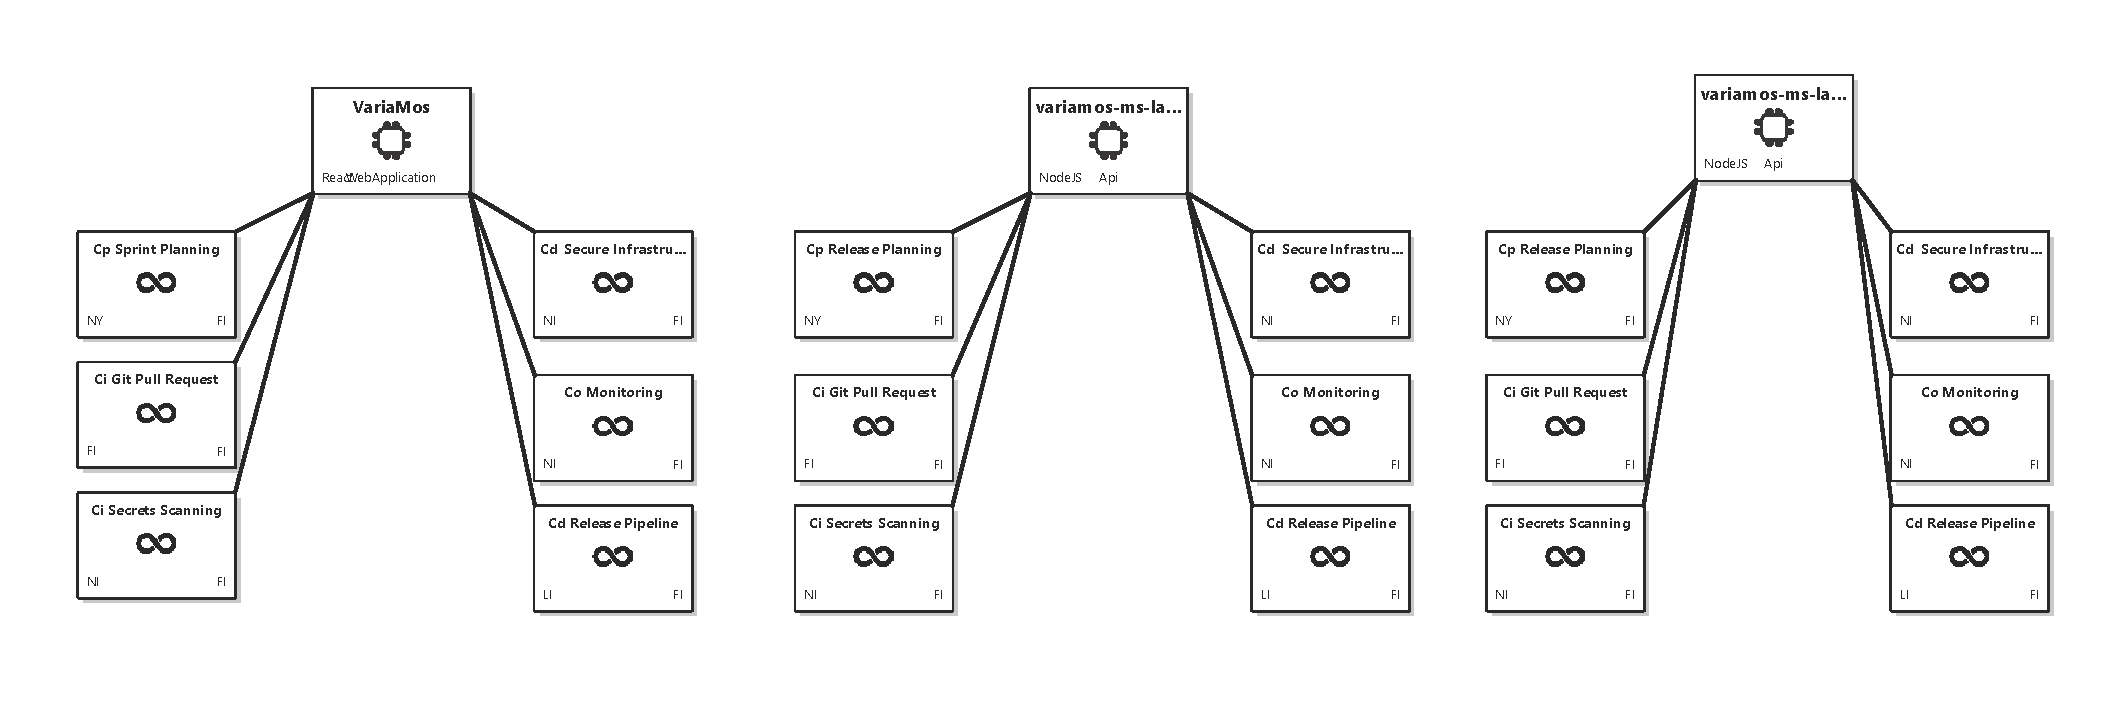 VariaMos
React WebApplication
Cp Sprint Planning
NY FI
Ci Git Pull Request
FI FI
Ci Secrets Scanning
NI FI
Cd Secure Infrastru...
NI FI
Co Monitoring
NI FI
Cd Release Pipeline
LI FI
variamos-ms-la...
NodeJS Api
Cp Release Planning
NY FI
Ci Git Pull Request
FI FI
Ci Secrets Scanning
NI FI
Cd Secure Infrastru...
NI FI
Co Monitoring
NI FI
Cd Release Pipeline
LI FI
variamos-ms-la...
NodeJS Api
Cp Release Planning
NY FI
Ci Git Pull Request
FI FI
Ci Secrets Scanning
NI FI
Cd Secure Infrastru...
NI FI
Co Monitoring
NI FI
Cd Release Pipeline
LI FI